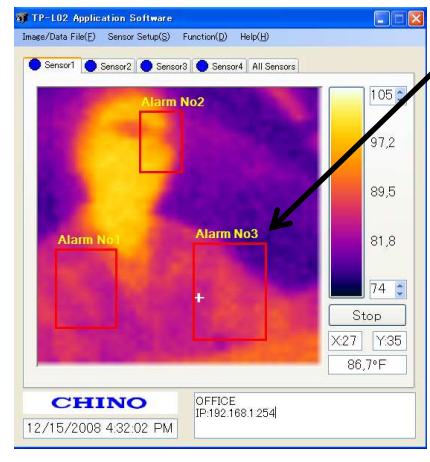 TP-L02 Application Software
Image/Data File(F) Sensor Setup(S) Function(D) Help(H)
Sensor1 Sensor2 Sensor3 Sensor4 All Sensors
Alarm No2
Alarm No1
Alarm No3
105
97,2
89,5
81,8
74
Stop
X:27 Y:35
86,7°F
CHINO
12/15/2008 4:32:02 PM
OFFICE
IP:192.168.1.254